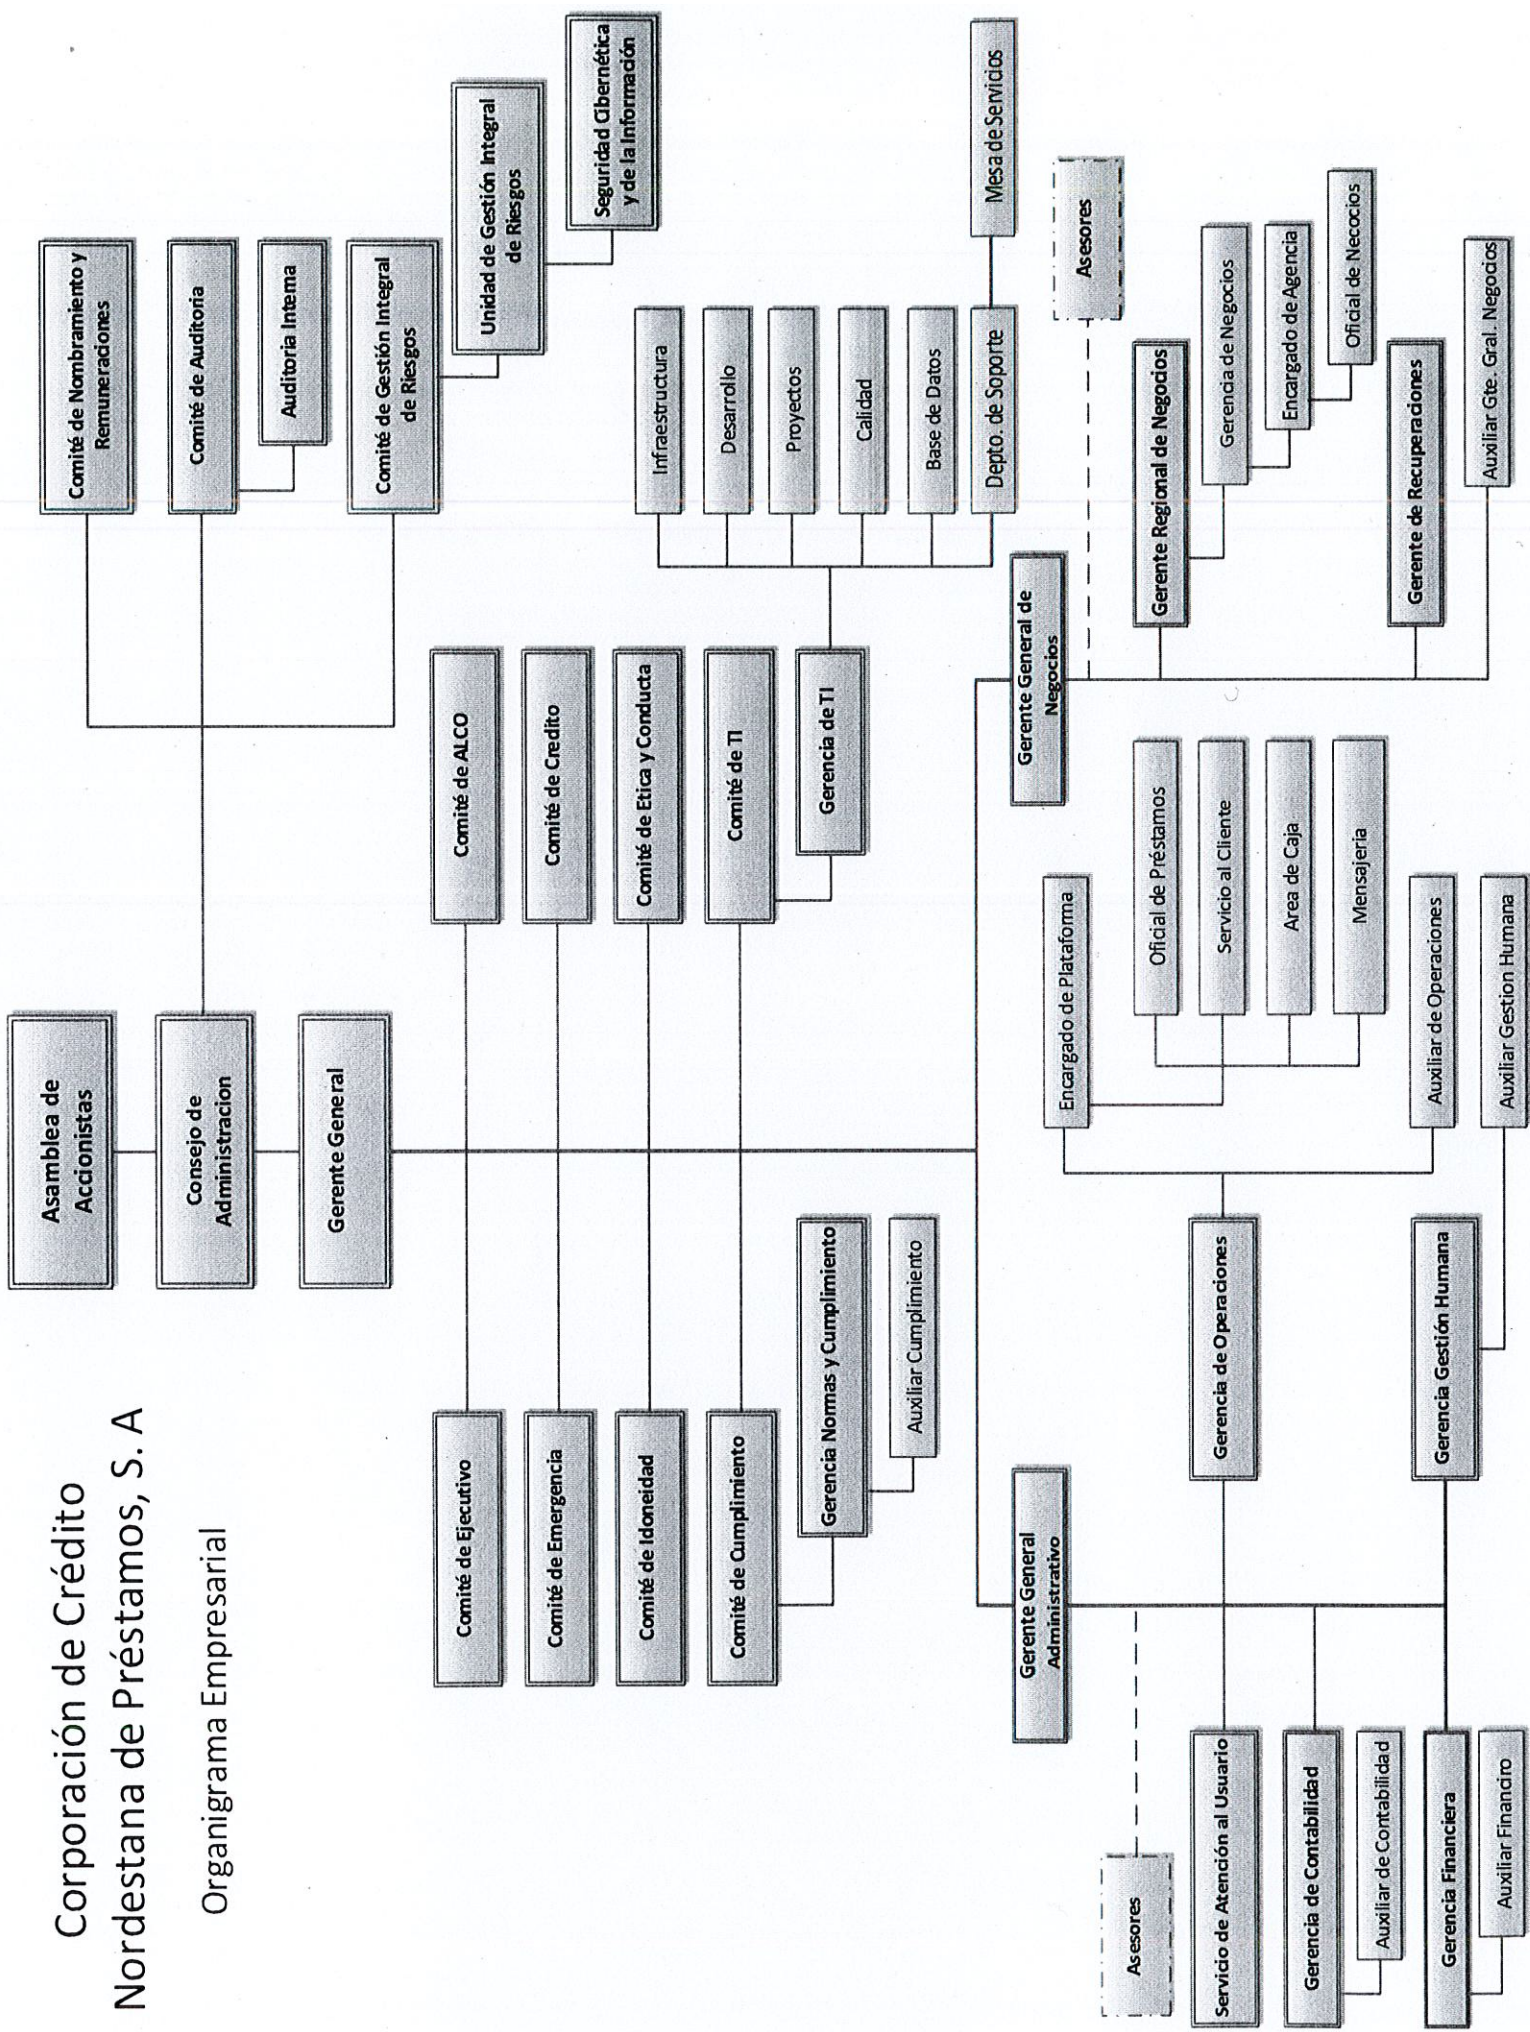 Corporación de Crédito
Nordestana de Préstamos, S. A
Organigrama Empresarial
Asamblea de
Accionistas
Consejo de
Administracion
Gerente General
Comité de Nombramiento y
Remuneraciones
Comité de Auditoria
Auditoria Interna
Comité de Gestión Integral
de Riesgos
Unidad de Gestión Integral
de Riesgos
Seguridad Cibernética
y de la Información
Comité de Ejecutivo
Comité de ALCO
Comité de Emergencia
Comité de Credito
Comité de Idoneidad
Comité de Etica y Conducta
Comité de Cumplimiento
Comité de TI
Gerencia Normas y Cumplimiento
Auxiliar Cumplimiento
Gerencia de TI
Infraestructura
Desarrollo
Proyectos
Calidad
Base de Datos
Depto. de Soporte
Mesa de Servicios
Gerente General
Administrativo
Asesores
Servicio de Atención al Usuario
Gerencia de Contabilidad
Auxiliar de Contabilidad
Gerencia Financiera
Auxiliar Financiro
Gerencia de Operaciones
Encargado de Plataforma
Oficial de Préstamos
Servicio al Cliente
Area de Caja
Mensajeria
Auxiliar de Operaciones
Gerencia Gestión Humana
Auxiliar Gestion Humana
Gerente General de
Negocios
Asesores
Gerente Regional de Negocios
Gerencia de Negocios
Encargado de Agencia
Oficial de Necocios
Gerente de Recuperaciones
Auxiliar Gte. Gral. Negocios